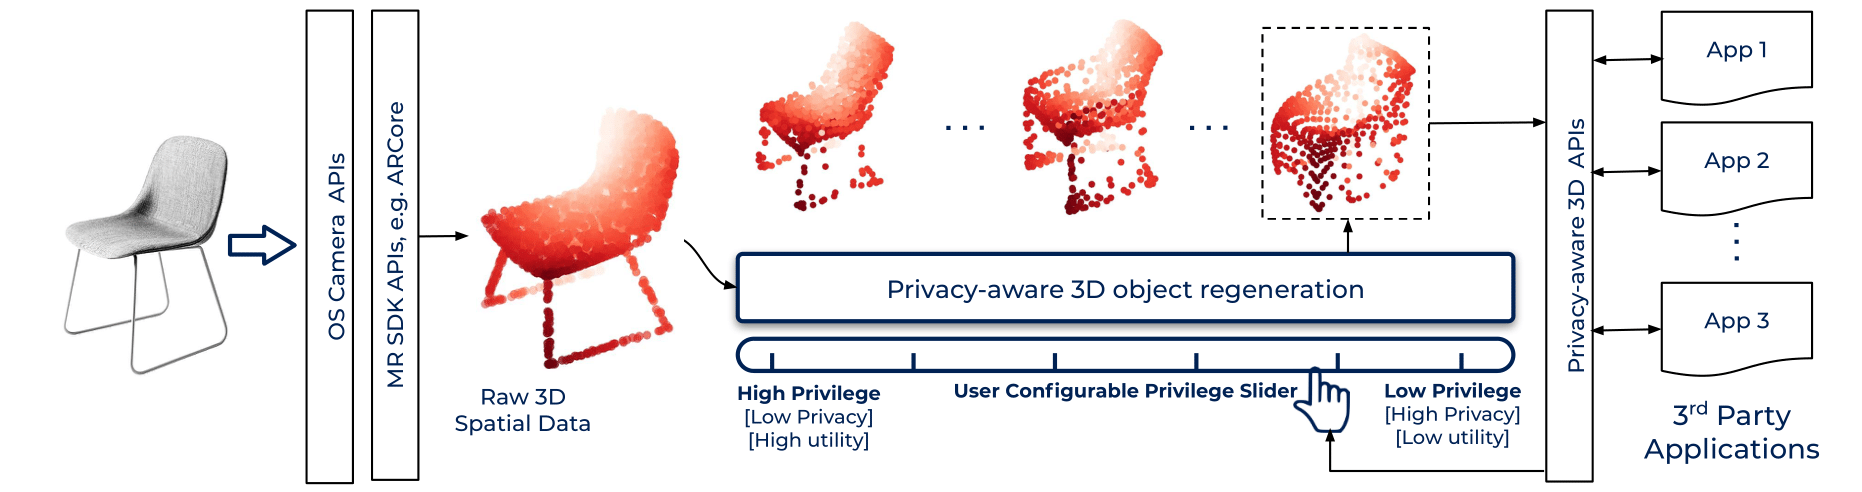 OS Camera APIs
MR SDK APIs, e.g. ARCore
Raw 3D
Spatial Data
. . .
. . .
Privacy-aware 3D object regeneration
High Privilege
[Low Privacy]
[High utility]
User Configurable Privilege Slider
Low Privilege
[High Privacy]
[Low utility]
Privacy-aware 3D APIs
App 1
App 2
App 3
3rd Party
Applications